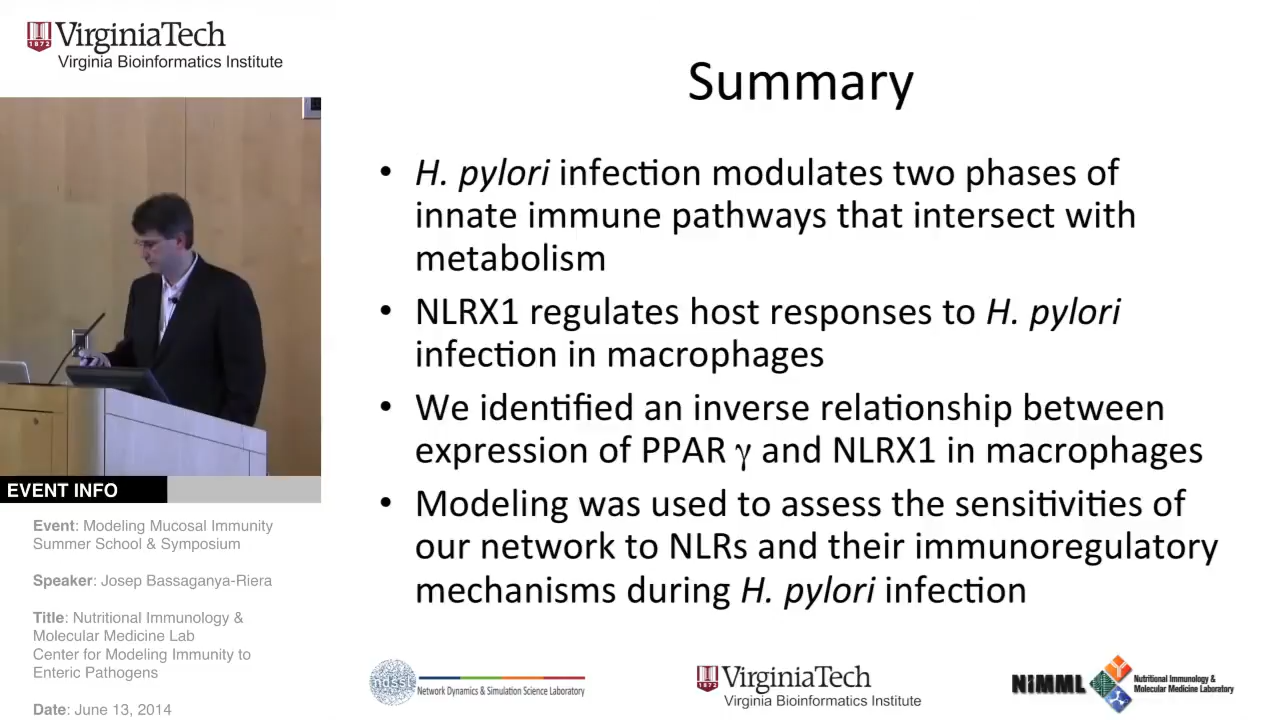 VirginiaTech
1872
Virginia Bioinformatics Institute
Summary
• H. pylori infection modulates two phases of
innate immune pathways that intersect with
metabolism
• NLRX1 regulates host responses to H. pylori
infection in macrophages
• We identified an inverse relationship between
expression of PPAR γ and NLRX1 in macrophages
• Modeling was used to assess the sensitivities of
our network to NLRs and their immunoregulatory
mechanisms during H. pylori infection
EVENT INFO
Event: Modeling Mucosal Immunity
Summer School & Symposium
Speaker: Josep Bassaganya-Riera
Title: Nutritional Immunology &
Molecular Medicine Lab
Center for Modeling Immunity to
Enteric Pathogens
Date: June 13, 2014
ndssl
Network Dynamics & Simulation Science Laboratory
VirginiaTech
1872
Virginia Bioinformatics Institute
NIMML
Nutritional Immunology &
Molecular Medicine Laboratory